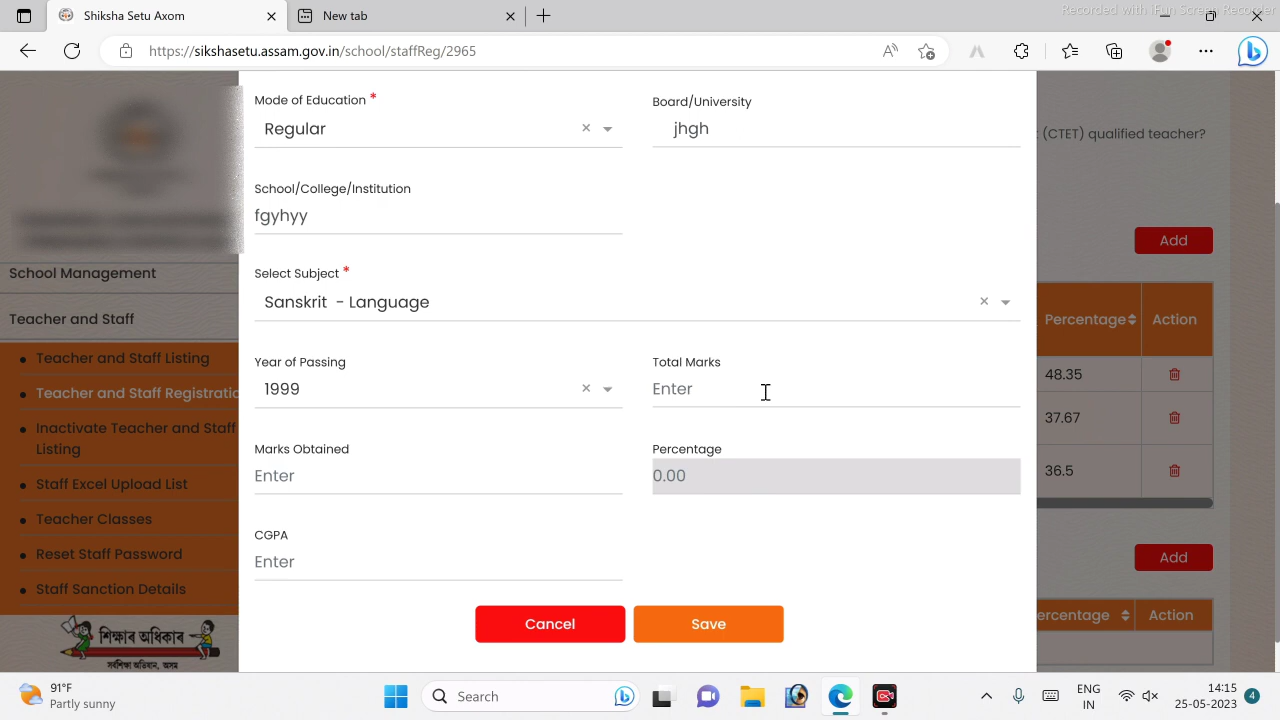 Recorded with iFun Screen Recorder
Shiksha Setu Axom
New tab
https://sikshasetu.assam.gov.in/school/staffReg/2965
Mode of Education *
Regular
Board/University
jhgh
(CTET) qualified teacher?
School/College/Institution
fgyhyy
Add
School Management
Select Subject *
Sanskrit - Language
Teacher and Staff
Percentage
Action
Teacher and Staff Listing
Year of Passing
1999
Total Marks
Enter
48.35
Teacher and Staff Registratio
37.67
Inactivate Teacher and Staff
Listing
Marks Obtained
Enter
Percentage
0.00
36.5
Staff Excel Upload List
Teacher Classes
CGPA
Enter
Reset Staff Password
Add
Staff Sanction Details
ercentage
Action
Cancel
Save
শিক্ষাৰ অধিকাৰ
সৰ্বশিক্ষা অভিযান, অসম
91°F
Partly sunny
Search
ENG
IN
14:15
25-05-2023
4